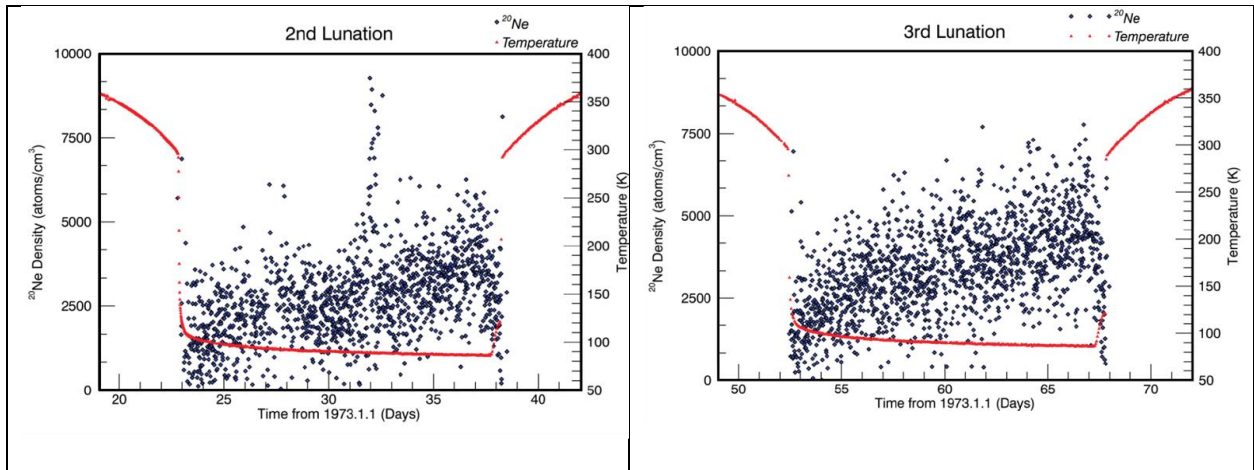 2nd Lunation
20Ne
Temperature
10000
7500
5000
2500
0
20Ne Density (atoms/cm3)
400
350
300
250
200
150
100
50
Temperature (K)
20 25 30 35 40
Time from 1973.1.1 (Days)
3rd Lunation
20Ne
Temperature
10000
7500
5000
2500
0
20Ne Density (atoms/cm3)
400
350
300
250
200
150
100
50
Temperature (K)
50 55 60 65 70
Time from 1973.1.1 (Days)